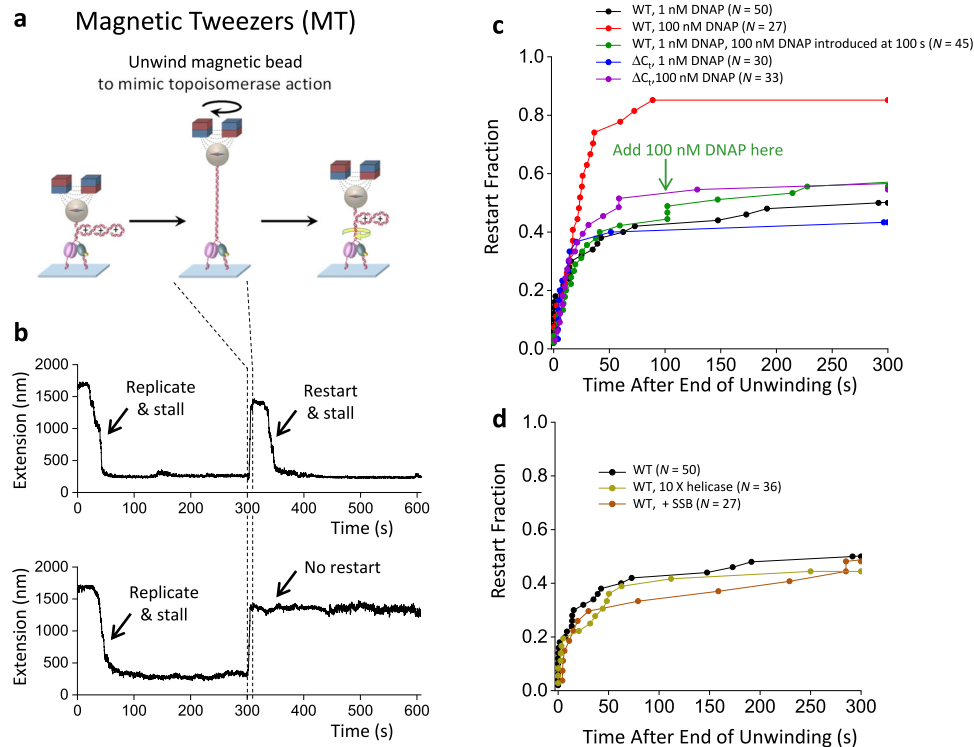 a
Magnetic Tweezers (MT)
Unwind magnetic bead
to mimic topoisomerase action
+ + +
+ + +
b
Extension (nm)
2000
1500
1000
500
0
Replicate
& stall
Restart
& stall
0 100 200 300 400 500 600
Time (s)
Extension (nm)
2000
1500
1000
500
0
Replicate
& stall
No restart
0 100 200 300 400 500 600
Time (s)
c
WT, 1 nM DNAP (N = 50)
WT, 100 nM DNAP (N = 27)
WT, 1 nM DNAP, 100 nM DNAP introduced at 100 s (N = 45)
ΔCt, 1 nM DNAP (N = 30)
ΔCt,100 nM DNAP (N = 33)
Restart Fraction
1.0
0.8
0.6
0.4
0.2
0.0
Add 100 nM DNAP here
0 50 100 150 200 250 300
Time After End of Unwinding (s)
d
Restart Fraction
1.0
0.8
0.6
0.4
0.2
0.0
WT (N = 50)
WT, 10 X helicase (N = 36)
WT, + SSB (N = 27)
0 50 100 150 200 250 300
Time After End of Unwinding (s)